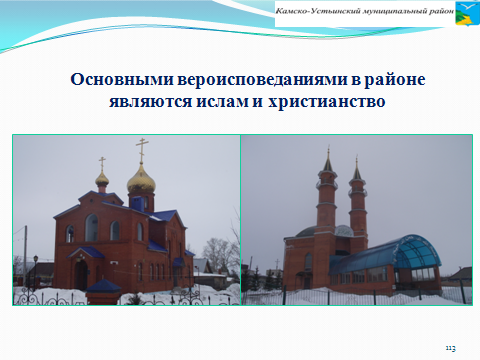 Камско-Устьинский муниципальный район
Основными вероисповеданиями в районе
являются ислам и христианство
113